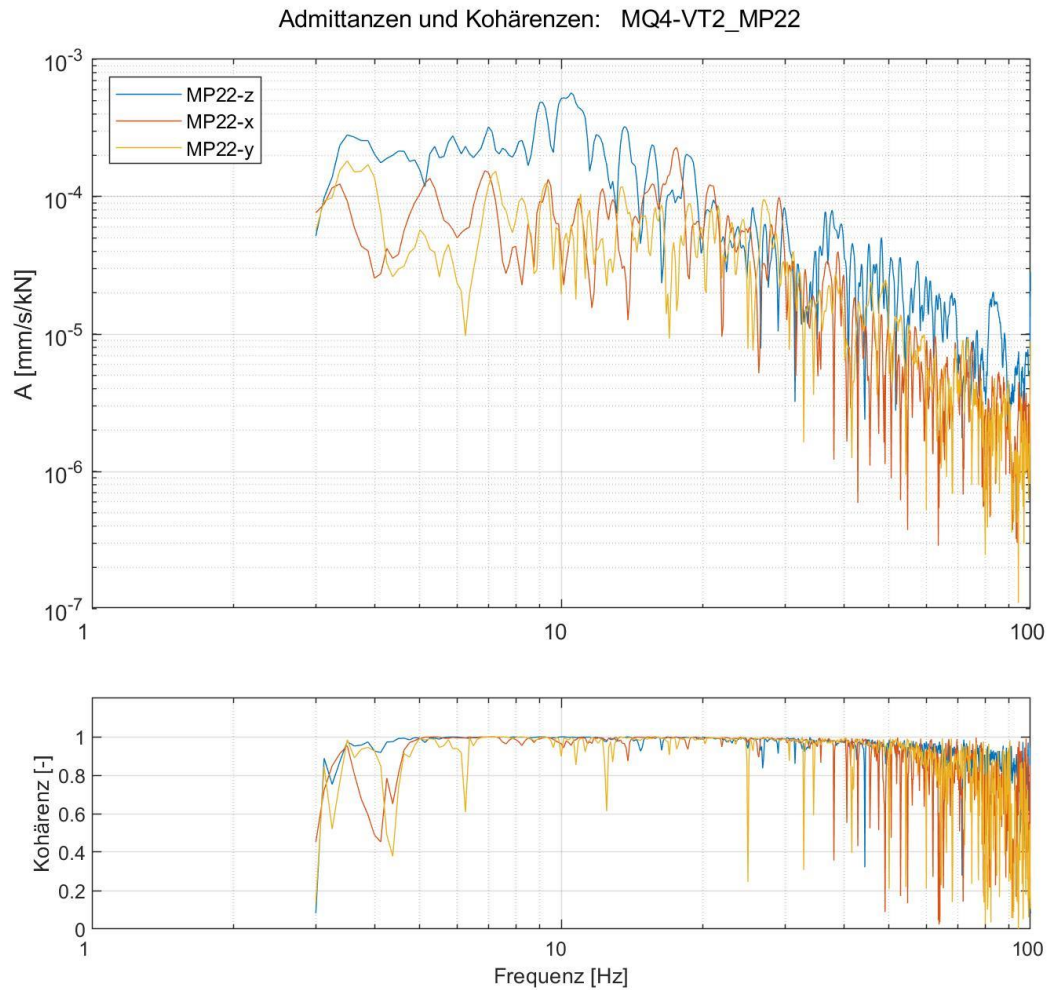 Admittanzen und Kohärenzen: MQ4-VT2_MP22
10^-3
MP22-z
MP22-x
MP22-y
10^-4
A [mm/s/kN]
10^-5
10^-6
10^-7
1 10 100
1
0.8
0.6
Kohärenz [-]
0.4
0.2
0
1 10 100
Frequenz [Hz]